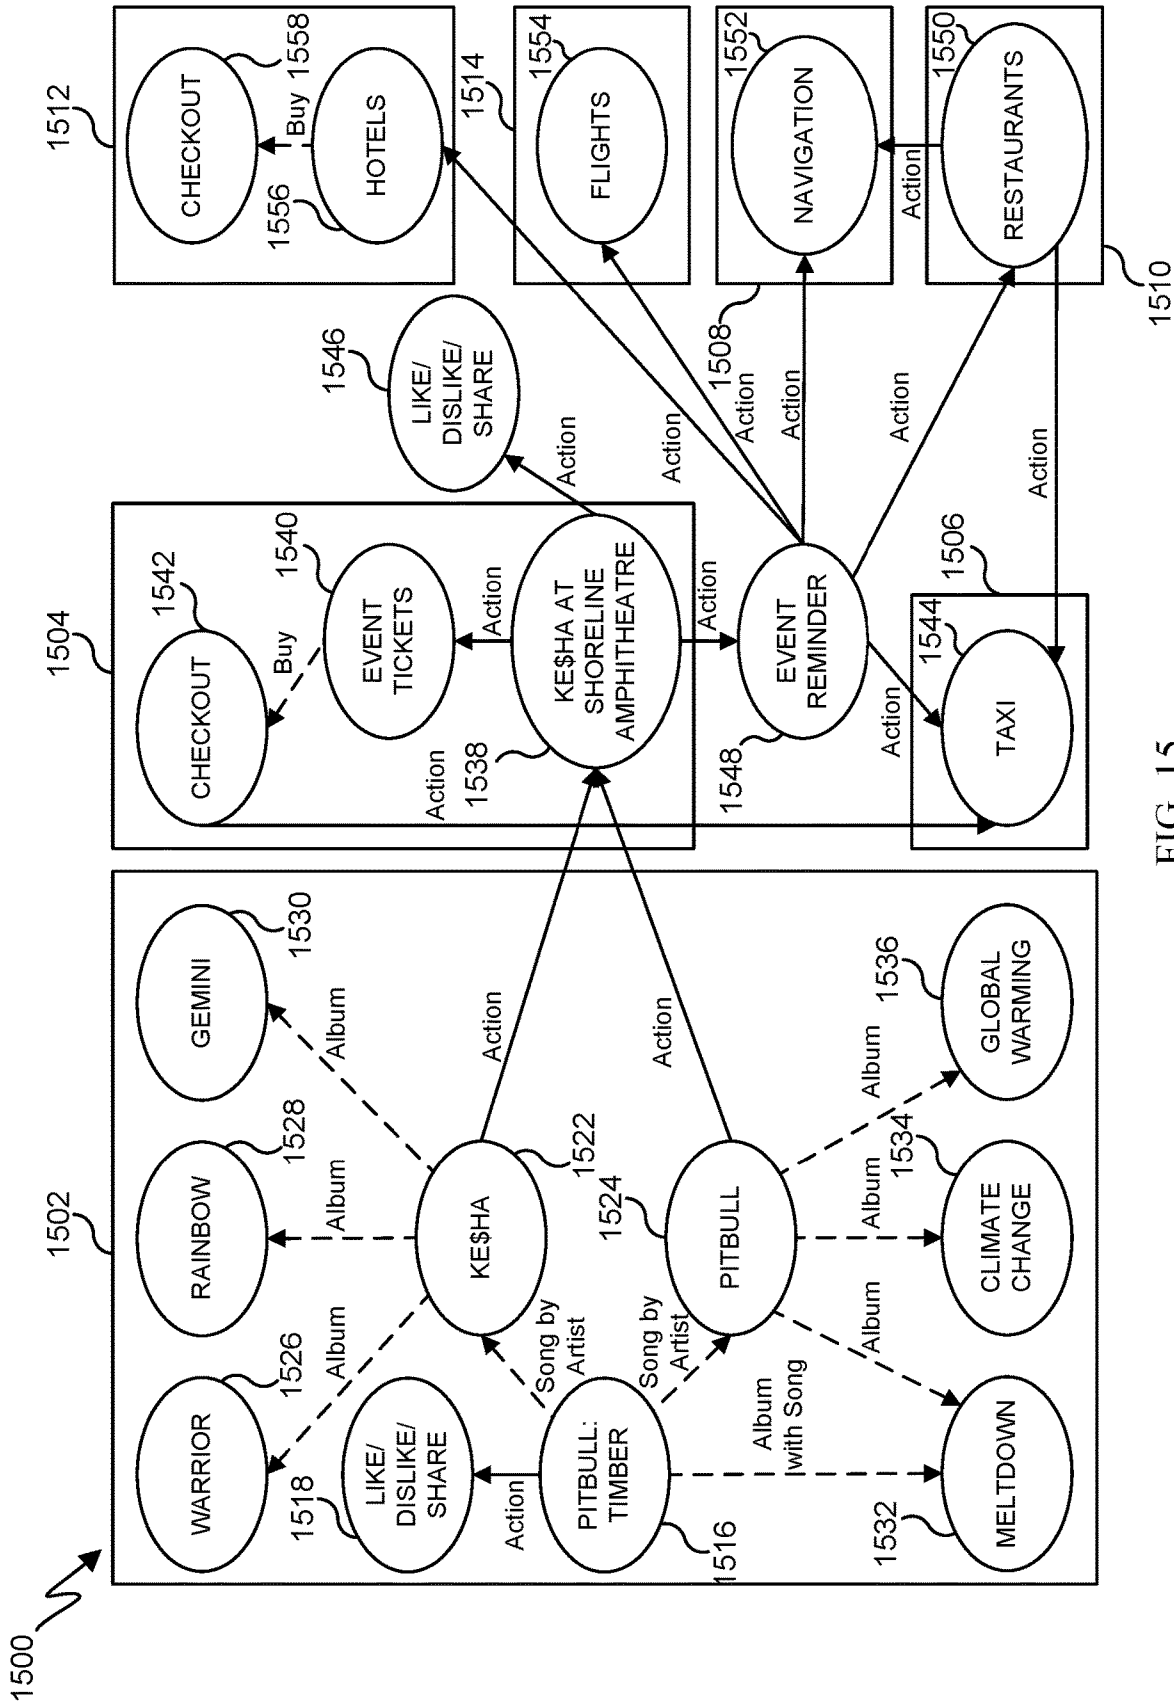 1500
1502
WARRIOR
1526
RAINBOW
1528
GEMINI
1530
Album
Album
Album
1518
LIKE/
DISLIKE/
SHARE
KE$HA
1522
Action
Action
Song by
Artist
PITBULL:
TIMBER
1516
1524
PITBULL
Song by
Artist
Action
Album
with Song
Album
Album
Album
1532
MELTDOWN
1534
CLIMATE
CHANGE
1536
GLOBAL
WARMING
1504
CHECKOUT
1542
Buy
1540
EVENT
TICKETS
Action
Action
1538
KE$HA AT
SHORELINE
AMPHITHEATRE
Action
1546
LIKE/
DISLIKE/
SHARE
Action
1548
EVENT
REMINDER
Action
Action
Action
Action
Action
1506
1544
TAXI
Action
1512
CHECKOUT
1558
Buy
1556
HOTELS
1514
FLIGHTS
1554
1508
NAVIGATION
1552
Action
RESTAURANTS
1550
1510
FIG. 15